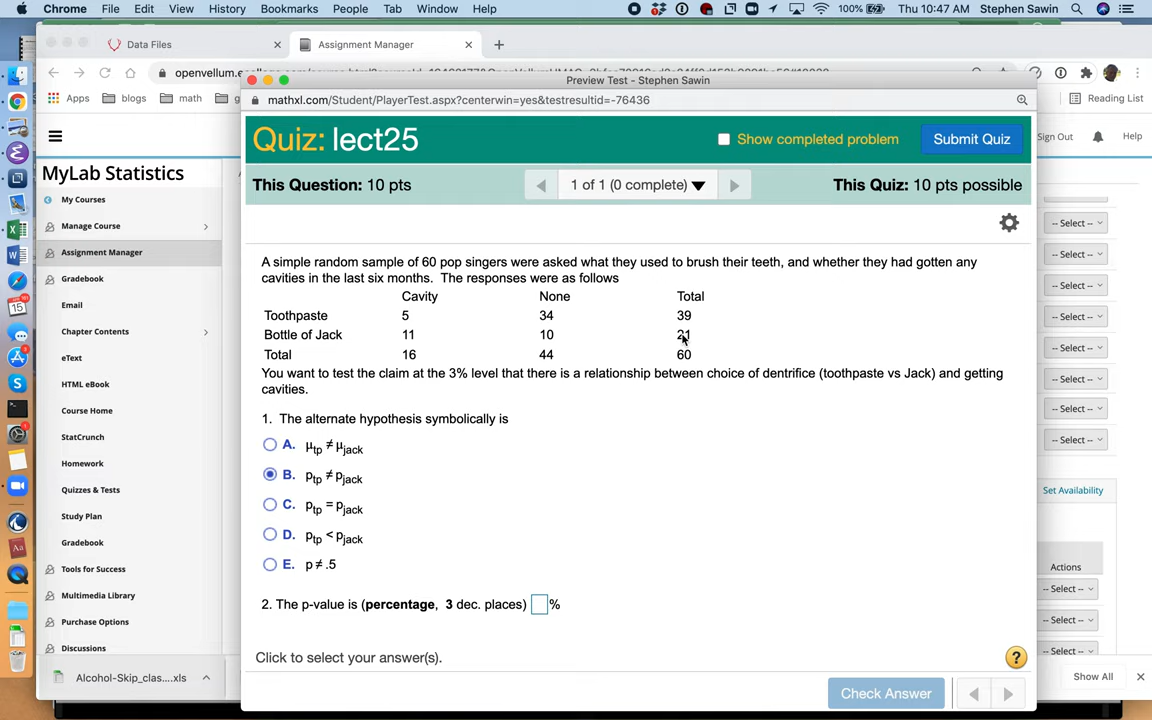 Chrome File Edit View History Bookmarks People Tab Window Help 100% Thu 10:47 AM Stephen Sawin
Data Files
Assignment Manager
Preview Test - Stephen Sawin
mathxl.com/Student/PlayerTest.aspx?centerwin=yes&testresultid=-76436
Apps blogs math
Reading List
Quiz: lect25
Show completed problem
Submit Quiz
Sign Out
Help
MyLab Statistics
This Question: 10 pts
1 of 1 (0 complete)
This Quiz: 10 pts possible
My Courses
Manage Course
Assignment Manager
Gradebook
Email
Chapter Contents
eText
HTML eBook
Course Home
StatCrunch
Homework
Quizzes & Tests
Study Plan
Gradebook
Tools for Success
Multimedia Library
Purchase Options
Discussions
A simple random sample of 60 pop singers were asked what they used to brush their teeth, and whether they had gotten any
cavities in the last six months. The responses were as follows
Cavity None Total
Toothpaste 5 34 39
Bottle of Jack 11 10 21
Total 16 44 60
You want to test the claim at the 3% level that there is a relationship between choice of dentrifice (toothpaste vs Jack) and getting
cavities.
1. The alternate hypothesis symbolically is
A. μtp ≠ μjack
B. ptp ≠ pjack
C. ptp = pjack
D. ptp < pjack
E. p ≠ .5
2. The p-value is (percentage, 3 dec. places) %
Click to select your answer(s).
?
Check Answer
-- Select --
-- Select --
-- Select --
-- Select --
-- Select --
-- Select --
-- Select --
-- Select --
Set Availability
Actions
-- Select --
-- Select --
-- Select --
Alcohol-Skip_clas....xls
Show All